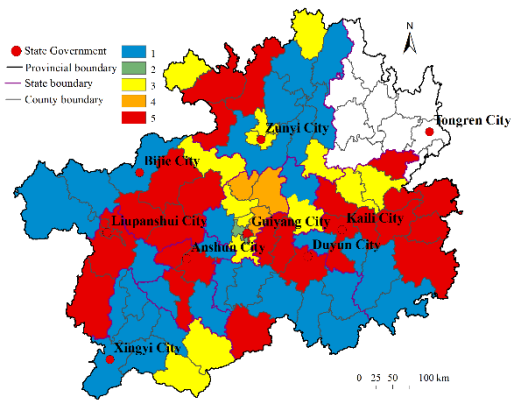 State Government
Provincial boundary
State boundary
County boundary
1
2
3
4
5
N
Tongren City
Zunyi City
Bijie City
Liupanshui City
Guiyang City
Kaili City
Anshun City
Duyun City
Xingyi City
0 25 50 100 km